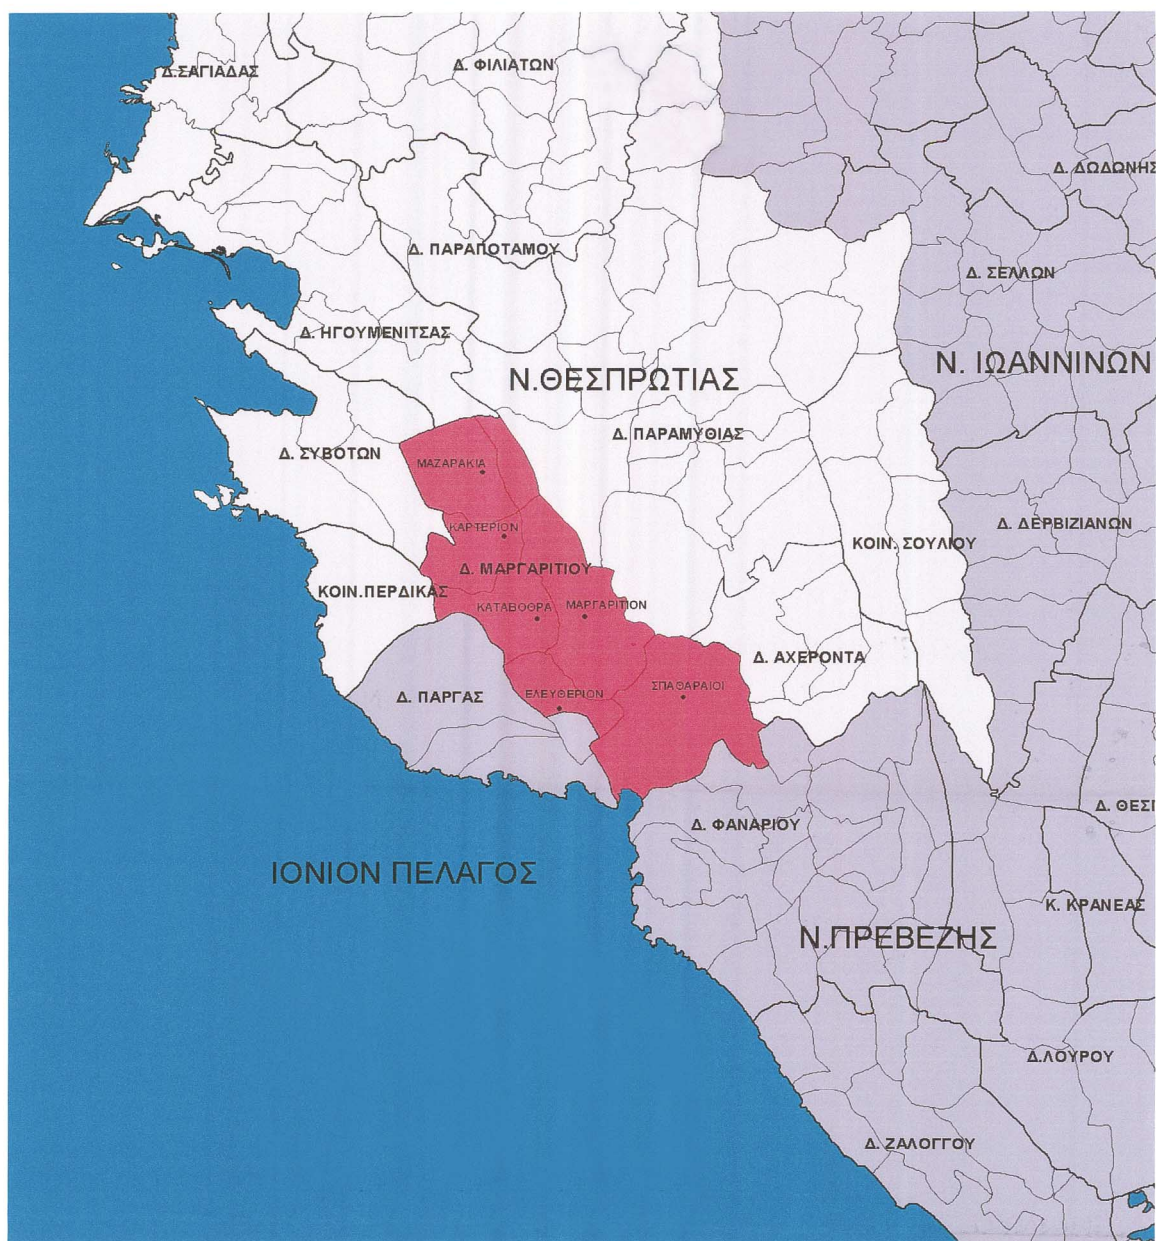 Δ. ΦΙΛΙΑΤΩΝ
Δ.ΣΑΓΙΑΔΑΣ
Δ. ΔΩΔΩΝΗΣ
Δ. ΠΑΡΑΠΟΤΑΜΟΥ
Δ. ΣΕΛΛΩΝ
Δ. ΗΓΟΥΜΕΝΙΤΣΑΣ
Ν. ΙΩΑΝΝΙΝΩΝ
Ν.ΘΕΣΠΡΩΤΙΑΣ
Δ. ΠΑΡΑΜΥΘΙΑΣ
Δ. ΣΥΒΟΤΩΝ
ΜΑΖΑΡΑΚΙΑ
ΚΑΡΤΕΡΙΟΝ
Δ. ΔΕΡΒΙΖΙΑΝΩΝ
ΚΟΙΝ. ΣΟΥΛΙΟΥ
Δ. ΜΑΡΓΑΡΙΤΙΟΥ
ΚΟΙΝ.ΠΕΡΔΙΚΑΣ
ΚΑΤΑΒΟΘΡΑ
ΜΑΡΓΑΡΙΤΙΟΝ
Δ. ΑΧΕΡΟΝΤΑ
ΣΠΑΘΑΡΑΙΟΙ
ΕΛΕΥΘΕΡΙΟΝ
Δ. ΠΑΡΓΑΣ
Δ. ΘΕΣΠ
Δ. ΦΑΝΑΡΙΟΥ
ΙΟΝΙΟΝ ΠΕΛΑΓΟΣ
Κ. ΚΡΑΝΕΑΣ
Ν.ΠΡΕΒΕΖΗΣ
Δ.ΛΟΥΡΟΥ
Δ. ΖΑΛΟΓΓΟΥ